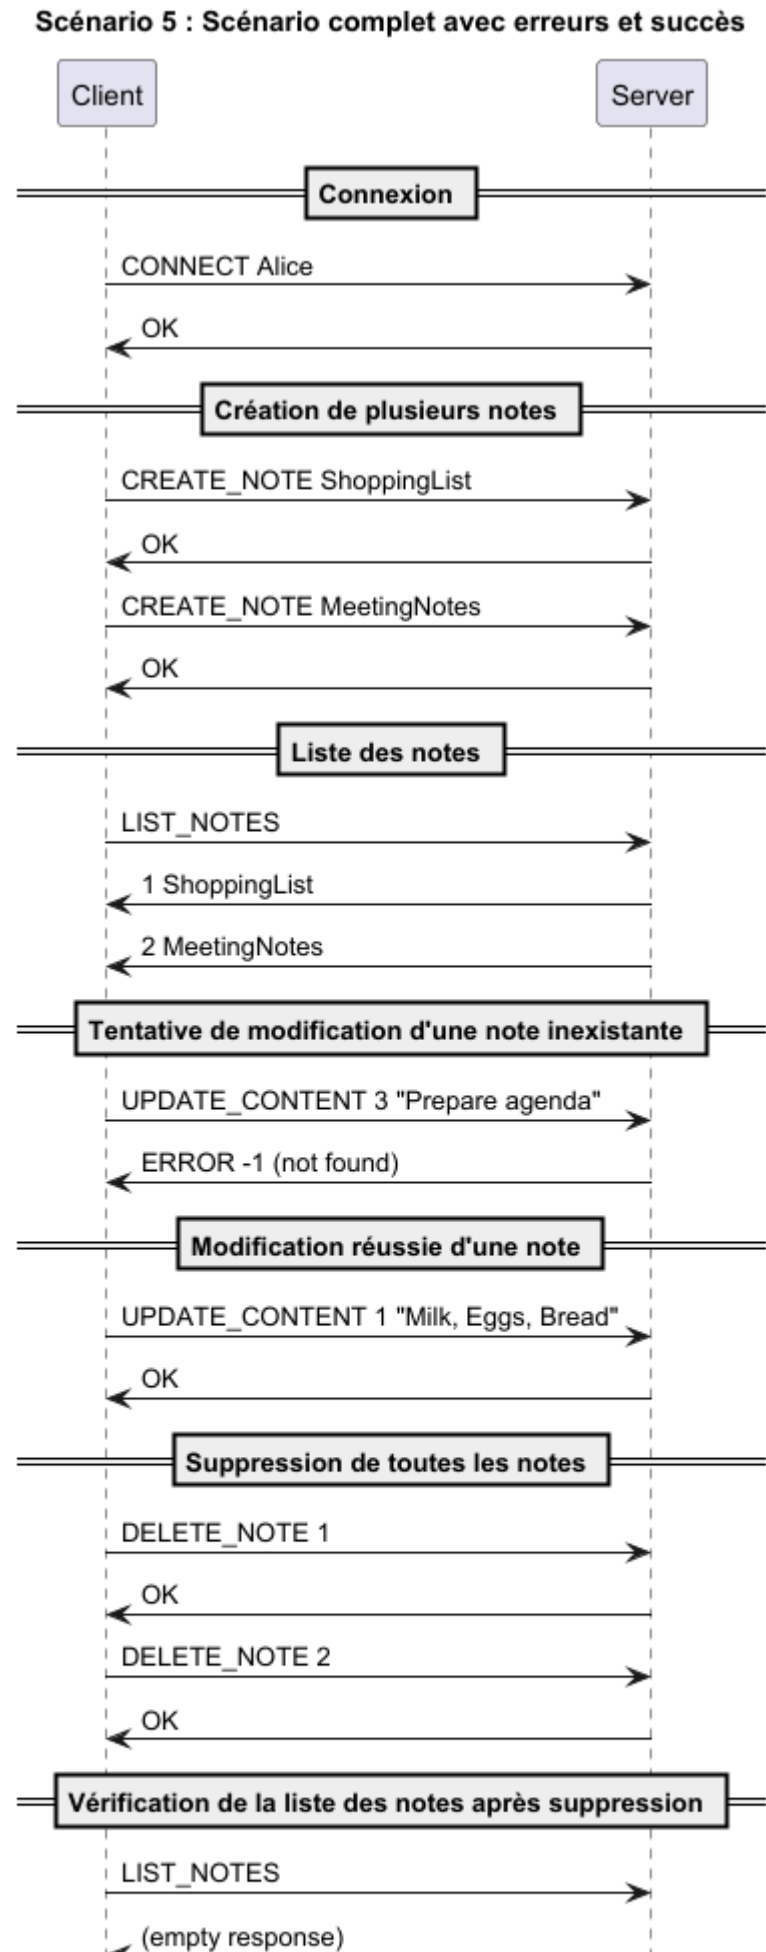 Scénario 5 : Scénario complet avec erreurs et succès
Client
Server
Connexion
CONNECT Alice
OK
Création de plusieurs notes
CREATE_NOTE ShoppingList
OK
CREATE_NOTE MeetingNotes
OK
Liste des notes
LIST_NOTES
1 ShoppingList
2 MeetingNotes
Tentative de modification d'une note inexistante
UPDATE_CONTENT 3 "Prepare agenda"
ERROR -1 (not found)
Modification réussie d'une note
UPDATE_CONTENT 1 "Milk, Eggs, Bread"
OK
Suppression de toutes les notes
DELETE_NOTE 1
OK
DELETE_NOTE 2
OK
Vérification de la liste des notes après suppression
LIST_NOTES
(empty response)